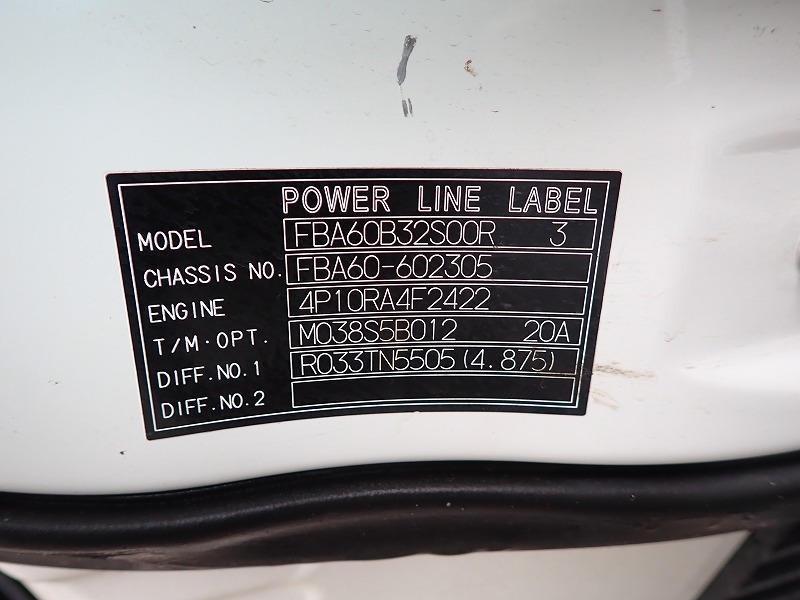 POWER LINE LABEL
MODEL FBA60B32S00R 3
CHASSIS NO. FBA60-602305
ENGINE 4P10RA4F2422
T/M·OPT. M038S5B012 20A
DIFF.NO.1 R033TN5505(4.875)
DIFF.NO.2